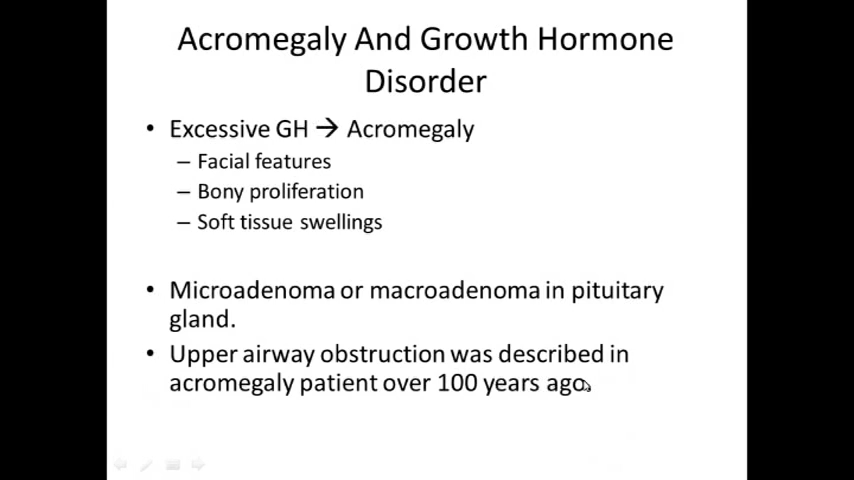 Acromegaly And Growth Hormone
Disorder
• Excessive GH → Acromegaly
– Facial features
– Bony proliferation
– Soft tissue swellings
• Microadenoma or macroadenoma in pituitary
gland.
• Upper airway obstruction was described in
acromegaly patient over 100 years ago.